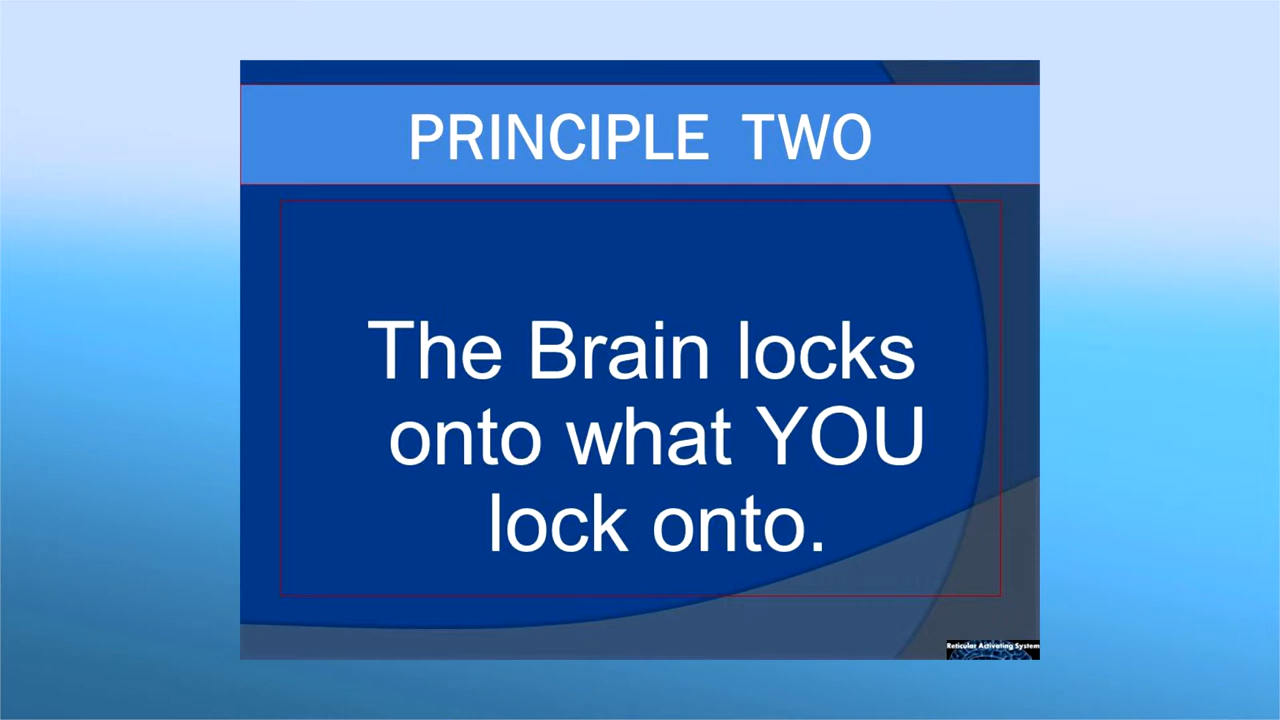 PRINCIPLE TWO
The Brain locks
onto what YOU
lock onto.
Reticular Activating System